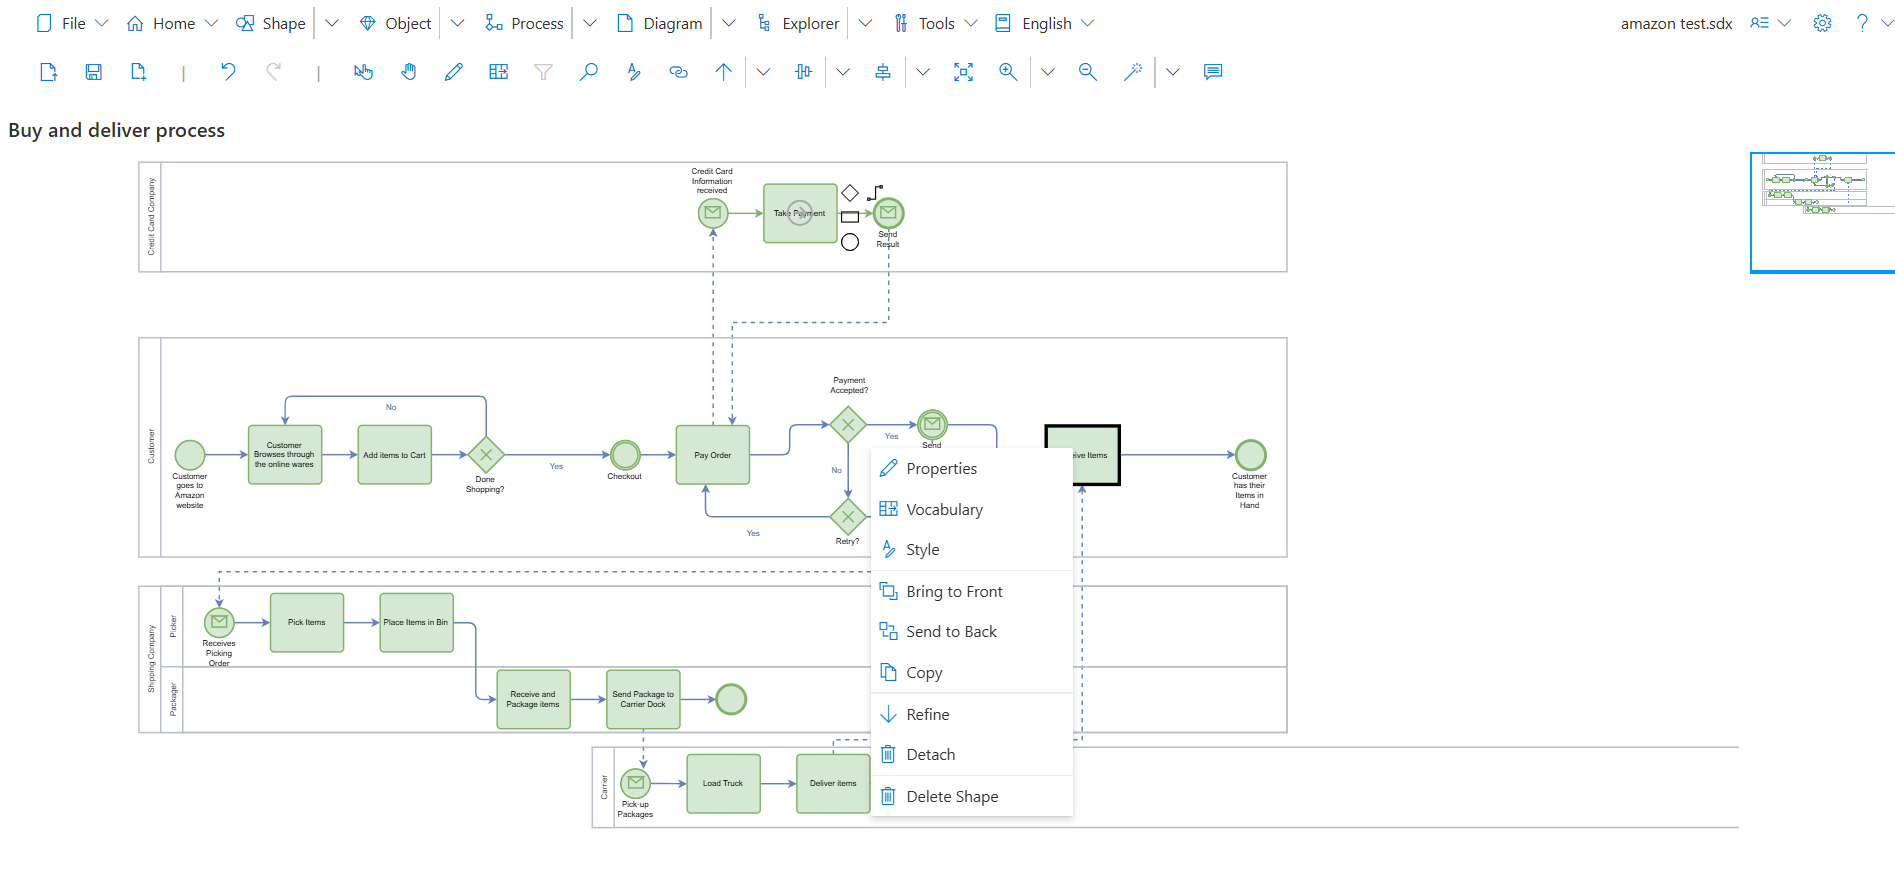 File
Home
Shape
Object
Process
Diagram
Explorer
Tools
English
amazon test.sdx
Buy and deliver process
Credit Card Company
Credit Card
Information
received
Take Payment
Send
Result
Customer
Customer
goes to
Amazon
website
Customer
Browses through
the online wares
Add items to Cart
No
Done
Shopping?
Yes
Checkout
Pay Order
Payment
Accepted?
Yes
No
Send
Retry?
Yes
ive Items
Customer
has their
Items in
Hand
Shipping Company
Picker
Receives
Picking
Order
Pick Items
Place Items in Bin
Packager
Receive and
Package items
Send Package to
Carrier Dock
Carrier
Pick-up
Packages
Load Truck
Deliver items
Properties
Vocabulary
Style
Bring to Front
Send to Back
Copy
Refine
Detach
Delete Shape